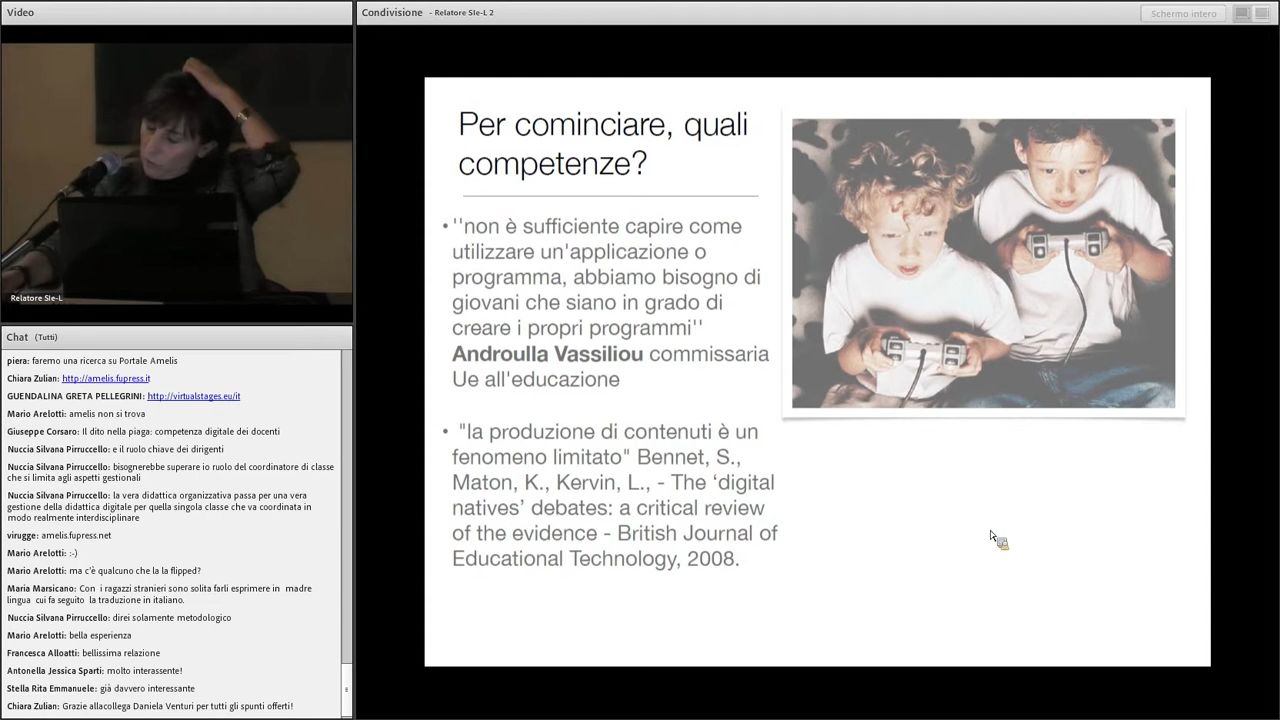 Video
Relatore SIe-L
Chat (Tutti)
piera: faremo una ricerca su Portale Amelis
Chiara Zulian: http://amelis.fupress.it
GUENDALINA GRETA PELLEGRINI: http://virtualstages.eu/it
Mario Arelotti: amelis non si trova
Giuseppe Corsaro: Il dito nella piaga: competenza digitale dei docenti
Nuccia Silvana Pirruccello: e il ruolo chiave dei dirigenti
Nuccia Silvana Pirruccello: bisognerebbe superare io ruolo del coordinatore di classe
che si limita agli aspetti gestionali
Nuccia Silvana Pirruccello: la vera didattica organizzativa passa per una vera
gestione della didattica digitale per quella singola classe che va coordinata in
modo realmente interdisciplinare
virugge: amelis.fupress.net
Mario Arelotti: :-)
Mario Arelotti: ma c'è qualcuno che la la flipped?
Maria Marsicano: Con i ragazzi stranieri sono solita farli esprimere in madre
lingua cui fa seguito la traduzione in italiano.
Nuccia Silvana Pirruccello: direi solamente metodologico
Mario Arelotti: bella esperienza
Francesca Alloatti: bellissima relazione
Antonella Jessica Sparti: molto interassente!
Stella Rita Emmanuele: già davvero interessante
Chiara Zulian: Grazie allacollega Daniela Venturi per tutti gli spunti offerti!
Condivisione - Relatore SIe-L 2
Schermo intero
Per cominciare, quali
competenze?
• ''non è sufficiente capire come
utilizzare un'applicazione o
programma, abbiamo bisogno di
giovani che siano in grado di
creare i propri programmi''
Androulla Vassiliou commissaria
Ue all'educazione
• "la produzione di contenuti è un
fenomeno limitato" Bennet, S.,
Maton, K., Kervin, L., - The ‘digital
natives’ debates: a critical review
of the evidence - British Journal of
Educational Technology, 2008.